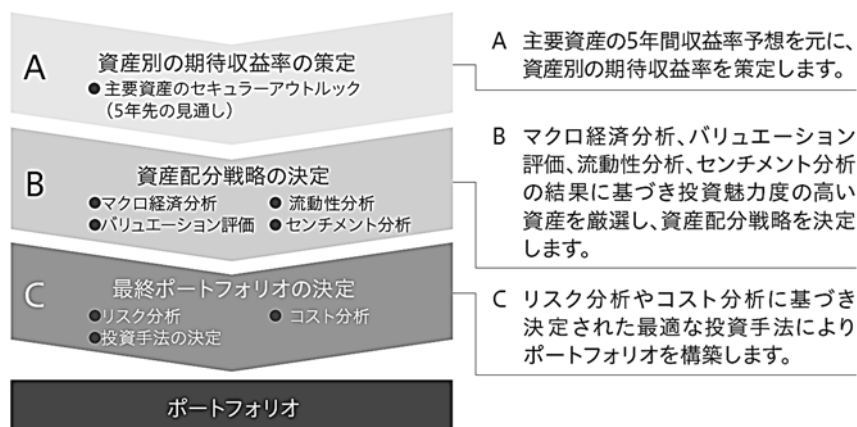 A
資産別の期待収益率の策定
●主要資産のセキュラーアウトルック
（5年先の見通し）
A 主要資産の5年間収益率予想を元に、
資産別の期待収益率を策定します。
B
資産配分戦略の決定
●マクロ経済分析 ●流動性分析
●バリュエーション評価 ●センチメント分析
B マクロ経済分析、バリュエーション
評価、流動性分析、センチメント分析
の結果に基づき投資魅力度の高い
資産を厳選し、資産配分戦略を決定
します。
C
最終ポートフォリオの決定
●リスク分析 ●コスト分析
●投資手法の決定
C リスク分析やコスト分析に基づき
決定された最適な投資手法により
ポートフォリオを構築します。
ポートフォリオ